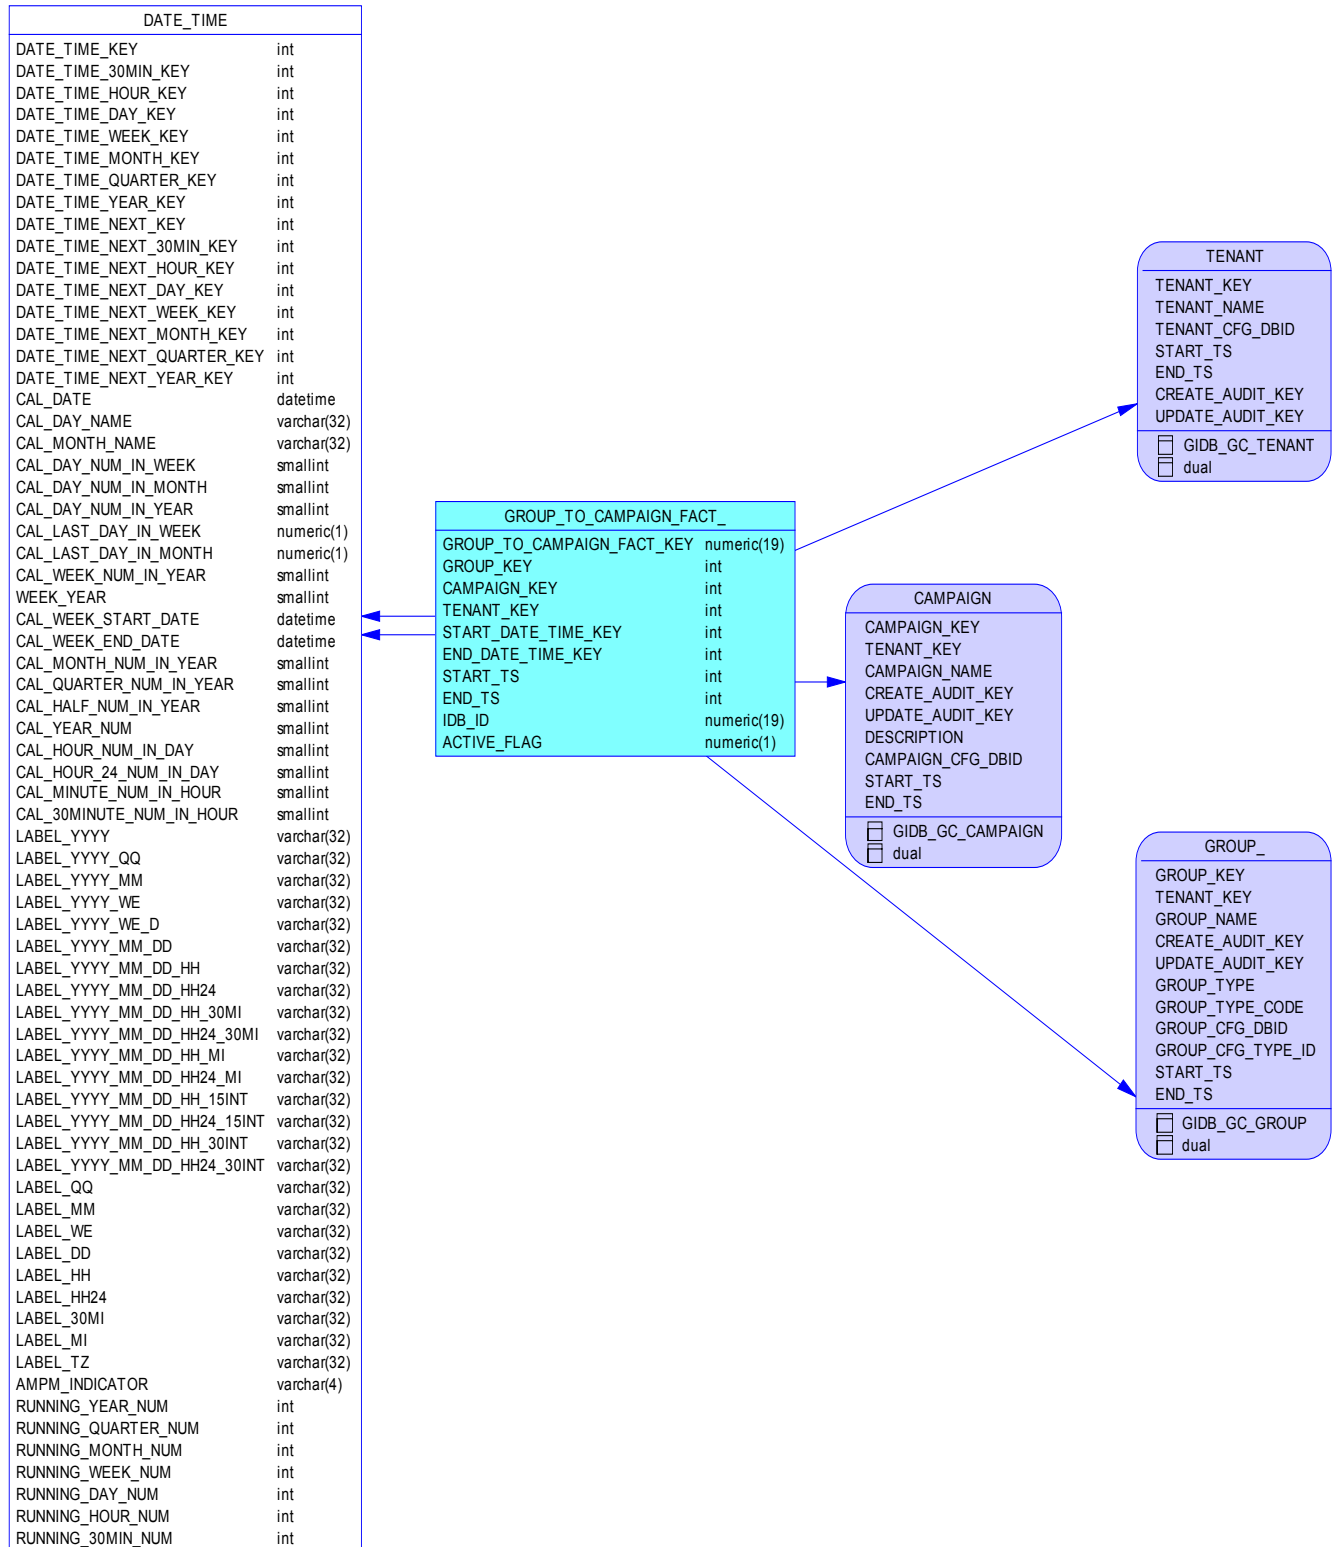 DATE_TIME
DATE_TIME_KEY int
DATE_TIME_30MIN_KEY int
DATE_TIME_HOUR_KEY int
DATE_TIME_DAY_KEY int
DATE_TIME_WEEK_KEY int
DATE_TIME_MONTH_KEY int
DATE_TIME_QUARTER_KEY int
DATE_TIME_YEAR_KEY int
DATE_TIME_NEXT_KEY int
DATE_TIME_NEXT_30MIN_KEY int
DATE_TIME_NEXT_HOUR_KEY int
DATE_TIME_NEXT_DAY_KEY int
DATE_TIME_NEXT_WEEK_KEY int
DATE_TIME_NEXT_MONTH_KEY int
DATE_TIME_NEXT_QUARTER_KEY int
DATE_TIME_NEXT_YEAR_KEY int
CAL_DATE datetime
CAL_DAY_NAME varchar(32)
CAL_MONTH_NAME varchar(32)
CAL_DAY_NUM_IN_WEEK smallint
CAL_DAY_NUM_IN_MONTH smallint
CAL_DAY_NUM_IN_YEAR smallint
CAL_LAST_DAY_IN_WEEK numeric(1)
CAL_LAST_DAY_IN_MONTH numeric(1)
CAL_WEEK_NUM_IN_YEAR smallint
WEEK_YEAR smallint
CAL_WEEK_START_DATE datetime
CAL_WEEK_END_DATE datetime
CAL_MONTH_NUM_IN_YEAR smallint
CAL_QUARTER_NUM_IN_YEAR smallint
CAL_HALF_NUM_IN_YEAR smallint
CAL_YEAR_NUM smallint
CAL_HOUR_NUM_IN_DAY smallint
CAL_HOUR_24_NUM_IN_DAY smallint
CAL_MINUTE_NUM_IN_HOUR smallint
CAL_30MINUTE_NUM_IN_HOUR smallint
LABEL_YYYY varchar(32)
LABEL_YYYY_QQ varchar(32)
LABEL_YYYY_MM varchar(32)
LABEL_YYYY_WE varchar(32)
LABEL_YYYY_WE_D varchar(32)
LABEL_YYYY_MM_DD varchar(32)
LABEL_YYYY_MM_DD_HH varchar(32)
LABEL_YYYY_MM_DD_HH24 varchar(32)
LABEL_YYYY_MM_DD_HH_30MI varchar(32)
LABEL_YYYY_MM_DD_HH24_30MI varchar(32)
LABEL_YYYY_MM_DD_HH_MI varchar(32)
LABEL_YYYY_MM_DD_HH24_MI varchar(32)
LABEL_YYYY_MM_DD_HH_15INT varchar(32)
LABEL_YYYY_MM_DD_HH24_15INT varchar(32)
LABEL_YYYY_MM_DD_HH_30INT varchar(32)
LABEL_YYYY_MM_DD_HH24_30INT varchar(32)
LABEL_QQ varchar(32)
LABEL_MM varchar(32)
LABEL_WE varchar(32)
LABEL_DD varchar(32)
LABEL_HH varchar(32)
LABEL_HH24 varchar(32)
LABEL_30MI varchar(32)
LABEL_MI varchar(32)
LABEL_TZ varchar(32)
AMPM_INDICATOR varchar(4)
RUNNING_YEAR_NUM int
RUNNING_QUARTER_NUM int
RUNNING_MONTH_NUM int
RUNNING_WEEK_NUM int
RUNNING_DAY_NUM int
RUNNING_HOUR_NUM int
RUNNING_30MIN_NUM int
GROUP_TO_CAMPAIGN_FACT_
GROUP_TO_CAMPAIGN_FACT_KEY numeric(19)
GROUP_KEY int
CAMPAIGN_KEY int
TENANT_KEY int
START_DATE_TIME_KEY int
END_DATE_TIME_KEY int
START_TS int
END_TS int
IDB_ID numeric(19)
ACTIVE_FLAG numeric(1)
TENANT
TENANT_KEY
TENANT_NAME
TENANT_CFG_DBID
START_TS
END_TS
CREATE_AUDIT_KEY
UPDATE_AUDIT_KEY
GIDB_GC_TENANT
dual
CAMPAIGN
CAMPAIGN_KEY
TENANT_KEY
CAMPAIGN_NAME
CREATE_AUDIT_KEY
UPDATE_AUDIT_KEY
DESCRIPTION
CAMPAIGN_CFG_DBID
START_TS
END_TS
GIDB_GC_CAMPAIGN
dual
GROUP_
GROUP_KEY
TENANT_KEY
GROUP_NAME
CREATE_AUDIT_KEY
UPDATE_AUDIT_KEY
GROUP_TYPE
GROUP_TYPE_CODE
GROUP_CFG_DBID
GROUP_CFG_TYPE_ID
START_TS
END_TS
GIDB_GC_GROUP
dual